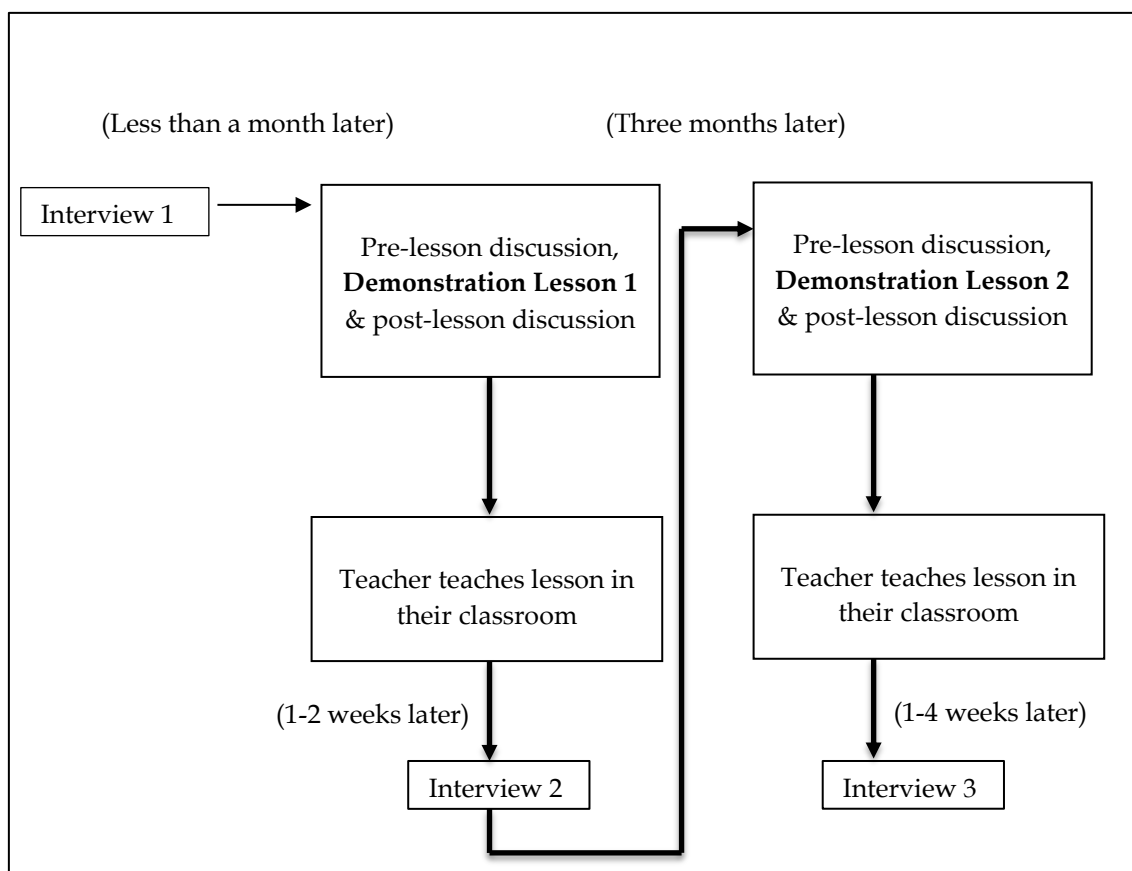 (Less than a month later)
(Three months later)
Interview 1
Pre-lesson discussion,
Demonstration Lesson 1
& post-lesson discussion
Pre-lesson discussion,
Demonstration Lesson 2
& post-lesson discussion
Teacher teaches lesson in
their classroom
Teacher teaches lesson in
their classroom
(1-2 weeks later)
(1-4 weeks later)
Interview 2
Interview 3